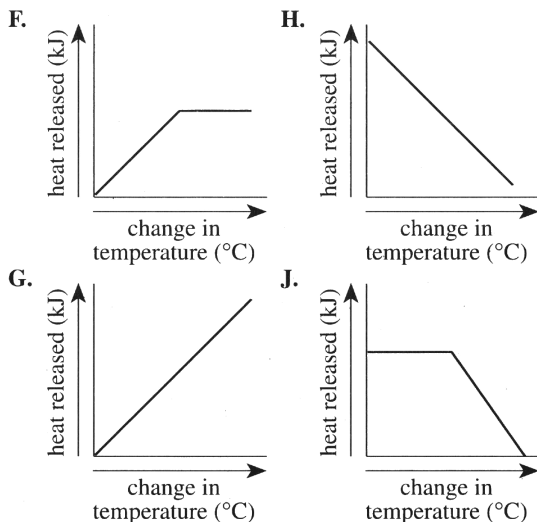 F.
heat released (kJ)
change in
temperature (°C)
H.
heat released (kJ)
change in
temperature (°C)
G.
heat released (kJ)
change in
temperature (°C)
J.
heat released (kJ)
change in
temperature (°C)